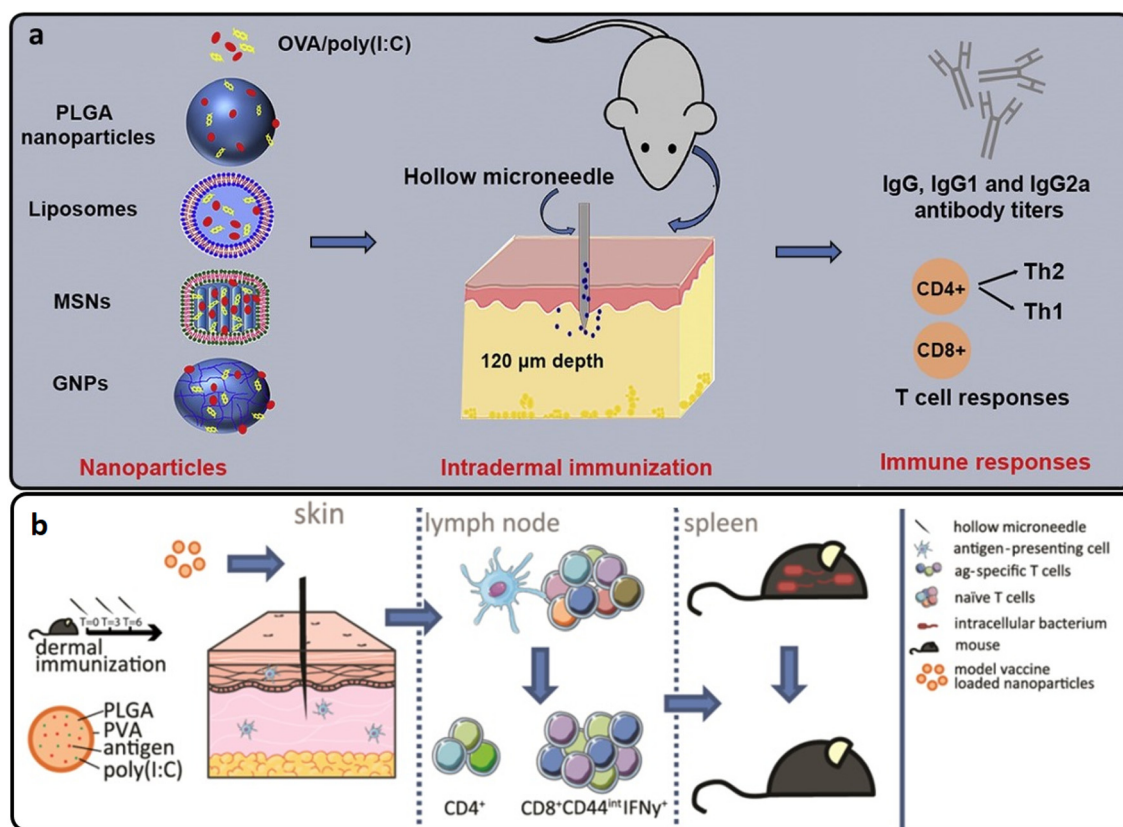 a
OVA/poly(I:C)
PLGA
nanoparticles
Liposomes
MSNs
GNPs
Nanoparticles
Hollow microneedle
120 μm depth
Intradermal immunization
IgG, IgG1 and IgG2a
antibody titers
CD4+
Th2
Th1
CD8+
T cell responses
Immune responses
b
skin
lymph node
spleen
T=0 T=3 T=6
dermal
immunization
PLGA
PVA
antigen
poly(I:C)
CD4⁺
CD8⁺CD44ⁱⁿᵗIFNγ⁺
hollow microneedle
antigen-presenting cell
ag-specific T cells
naïve T cells
intracellular bacterium
mouse
model vaccine
loaded nanoparticles